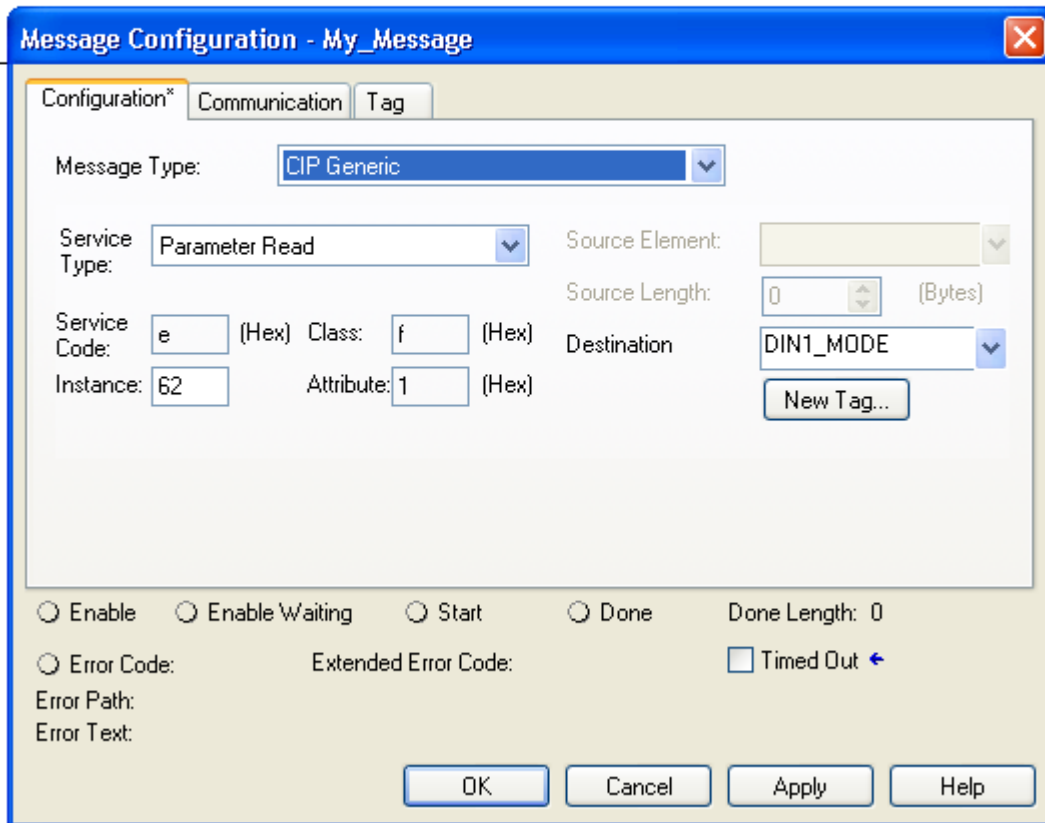 Message Configuration - My_Message
Configuration* Communication Tag
Message Type: CIP Generic
Service Type: Parameter Read
Source Element:
Source Length: 0 (Bytes)
Service Code: e (Hex) Class: f (Hex)
Destination DIN1_MODE
Instance: 62 Attribute: 1 (Hex)
New Tag...
Enable Enable Waiting Start Done Done Length: 0
Error Code: Extended Error Code: Timed Out ←
Error Path:
Error Text:
OK Cancel Apply Help